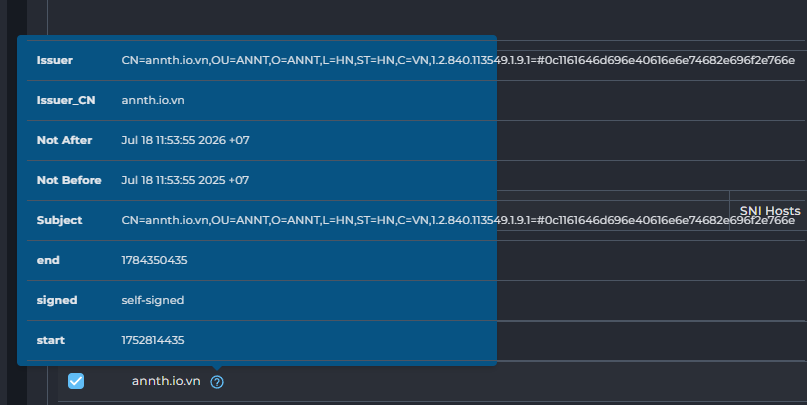 Issuer CN=annth.io.vn,OU=ANNT,O=ANNT,L=HN,ST=HN,C=VN,1.2.840.113549.1.9.1=#0c1161646d696e40616e6e74682e696f2e766e
Issuer_CN annth.io.vn
Not After Jul 18 11:53:55 2026 +07
Not Before Jul 18 11:53:55 2025 +07
Subject CN=annth.io.vn,OU=ANNT,O=ANNT,L=HN,ST=HN,C=VN,1.2.840.113549.1.9.1=#0c1161646d696e40616e6e74682e696f2e766e
SNI Hosts
end 1784350435
signed self-signed
start 1752814435
annth.io.vn ?